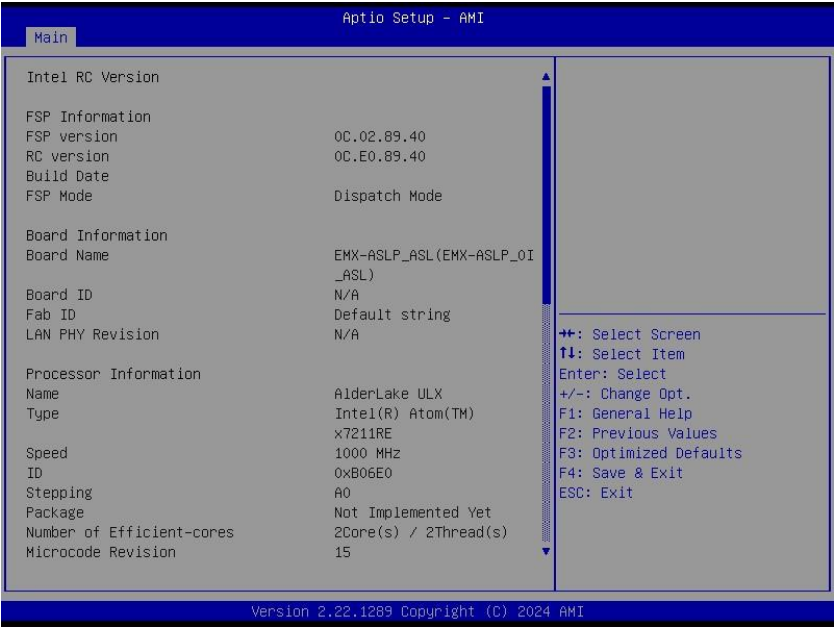 Aptio Setup - AMI
Main
Intel RC Version
FSP Information
FSP version 0C.02.89.40
RC version 0C.E0.89.40
Build Date
FSP Mode Dispatch Mode
Board Information
Board Name EMX-ASLP_ASL(EMX-ASLP_OI
_ASL)
Board ID N/A
Fab ID Default string
LAN PHY Revision N/A
Processor Information
Name AlderLake ULX
Type Intel(R) Atom(TM)
x7211RE
Speed 1000 MHz
ID 0xB06E0
Stepping A0
Package Not Implemented Yet
Number of Efficient-cores 2Core(s) / 2Thread(s)
Microcode Revision 15
→←: Select Screen
↑↓: Select Item
Enter: Select
+/-: Change Opt.
F1: General Help
F2: Previous Values
F3: Optimized Defaults
F4: Save & Exit
ESC: Exit
Version 2.22.1289 Copyright (C) 2024 AMI